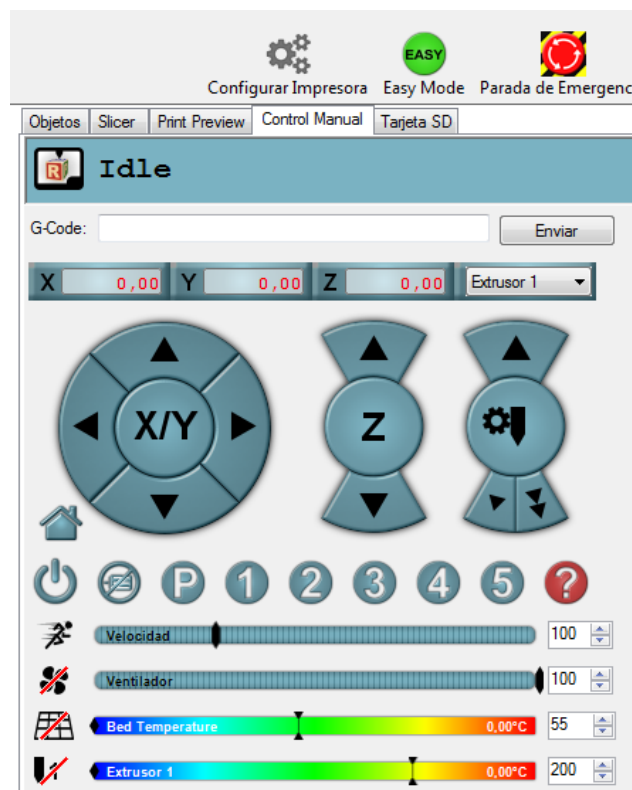 EASY
Configurar Impresora Easy Mode Parada de Emergenc
Objetos Slicer Print Preview Control Manual Tarjeta SD
R Idle
G-Code: Enviar
X 0,00 Y 0,00 Z 0,00 Extrusor 1
X/Y Z
P 1 2 3 4 5 ?
Velocidad 100
Ventilador 100
Bed Temperature 0,00°C 55
1 Extrusor 1 0,00°C 200